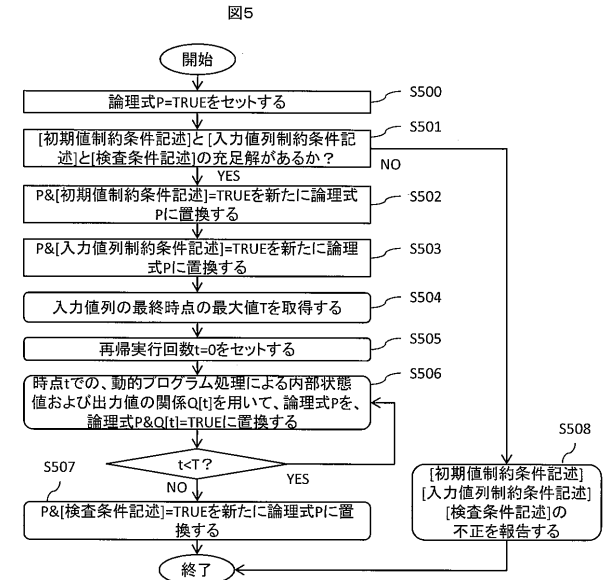 図5
開始
論理式P=TRUEをセットする
S500
[初期値制約条件記述]と[入力値列制約条件記
述]と[検査条件記述]の充足解があるか？
S501
NO
YES
P&[初期値制約条件記述]=TRUEを新たに論理式
Pに置換する
S502
P&[入力値列制約条件記述]=TRUEを新たに論理
式Pに置換する
S503
入力値列の最終時点の最大値Tを取得する
S504
再帰実行回数t=0をセットする
S505
時点tでの、動的プログラム処理による内部状態
値および出力値の関係Q[t]を用いて、論理式Pを、
論理式P&Q[t]=TRUEに置換する
S506
t<T？
YES
NO
S507
P&[検査条件記述]=TRUEを新たに論理式Pに置
換する
S508
[初期値制約条件記述]
[入力値列制約条件記述]
[検査条件記述]の
不正を報告する
終了